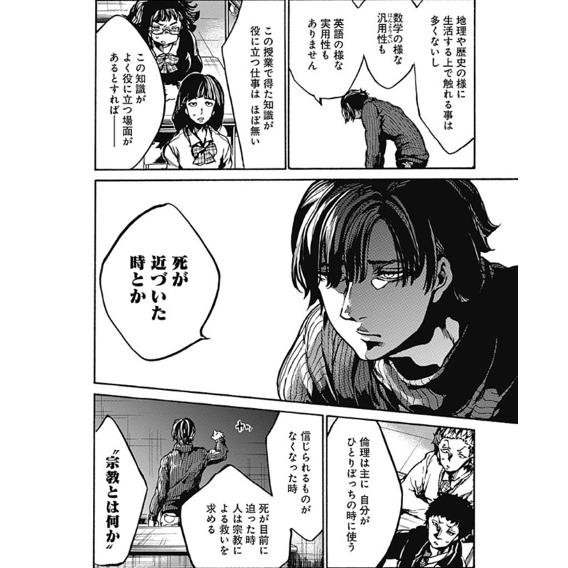 地理や歴史の様に
生活する上で触れる事は
多くないし
数学の様な
汎用性も
はんようせい
英語の様な
実用性も
ありません
この授業で得た知識が
役に立つ仕事は ほぼ無い
この知識が
よく役に立つ場面が
あるとすれば――
死が
近づいた
時とか
倫理は主に 自分が
ひとりぼっちの時に使う
信じられるものが
なくなった時
死が目前に
迫った時
人は宗教に
よる救いを
求める
“宗教とは何か”